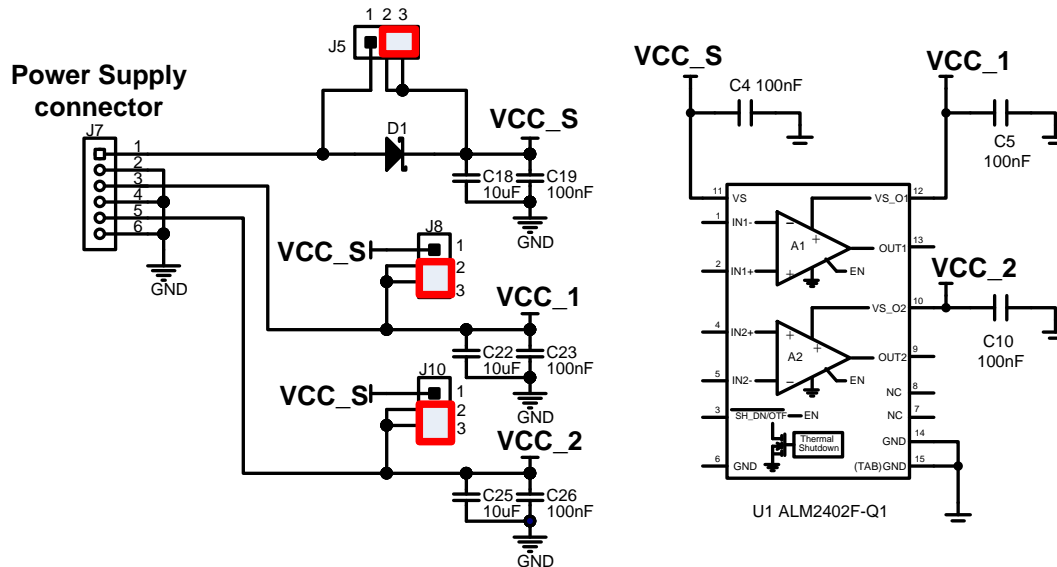 1 2 3
J5
Power Supply
connector
J7
1
2
3
4
5
6
GND
D1
VCC_S
C18
10uF
C19
100nF
GND
J8
VCC_S
1
2
3
VCC_1
C22
10uF
C23
100nF
GND
J10
VCC_S
1
2
3
VCC_2
C25
10uF
C26
100nF
GND
VCC_S
C4 100nF
VCC_1
C5
100nF
11
VS
VS_O1
12
1
IN1-
A1
OUT1
13
2
IN1+
EN
VCC_2
VS_O2
10
C10
100nF
4
IN2+
A2
OUT2
9
5
IN2-
EN
NC
8
3
SH_DN/OTF
EN
NC
7
Thermal
Shutdown
GND
14
6
GND
(TAB)GND
15
U1 ALM2402F-Q1